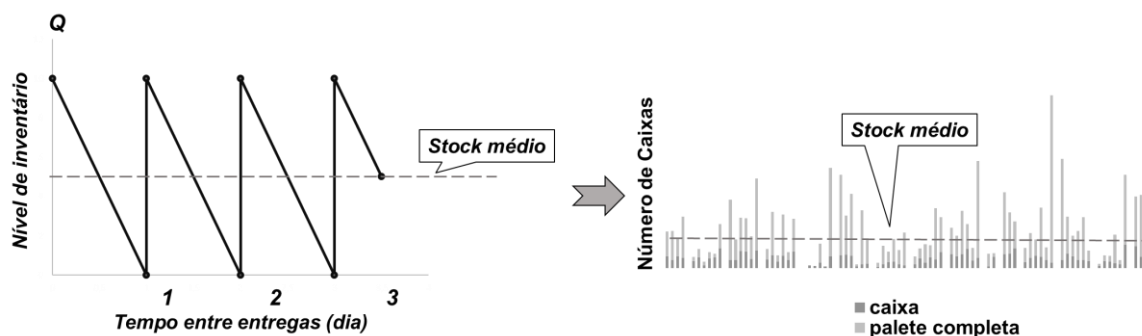 Q
Nível de inventário
Stock médio
1 2 3
Tempo entre entregas (dia)
Número de Caixas
Stock médio
caixa
palete completa